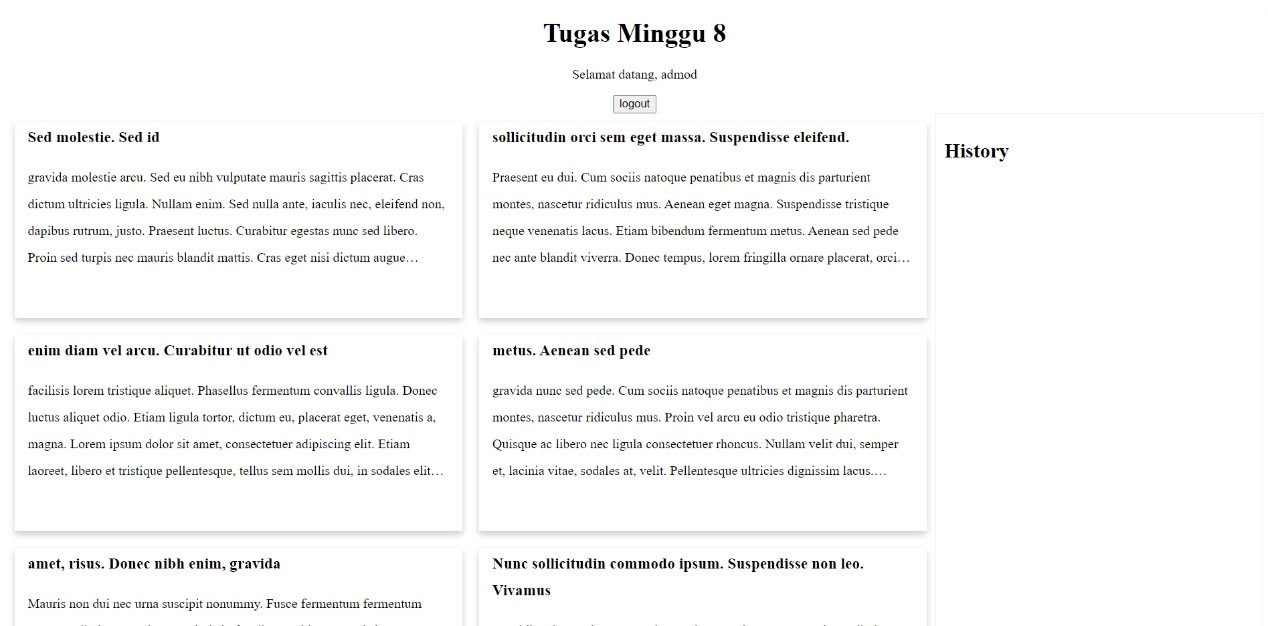 Tugas Minggu 8
Selamat datang, admod
logout
Sed molestie. Sed id
gravida molestie arcu. Sed eu nibh vulputate mauris sagittis placerat. Cras
dictum ultricies ligula. Nullam enim. Sed nulla ante, iaculis nec, eleifend non,
dapibus rutrum, justo. Praesent luctus. Curabitur egestas nunc sed libero.
Proin sed turpis nec mauris blandit mattis. Cras eget nisi dictum augue…
sollicitudin orci sem eget massa. Suspendisse eleifend.
Praesent eu dui. Cum sociis natoque penatibus et magnis dis parturient
montes, nascetur ridiculus mus. Aenean eget magna. Suspendisse tristique
neque venenatis lacus. Etiam bibendum fermentum metus. Aenean sed pede
nec ante blandit viverra. Donec tempus, lorem fringilla ornare placerat, orci…
enim diam vel arcu. Curabitur ut odio vel est
facilisis lorem tristique aliquet. Phasellus fermentum convallis ligula. Donec
luctus aliquet odio. Etiam ligula tortor, dictum eu, placerat eget, venenatis a,
magna. Lorem ipsum dolor sit amet, consectetuer adipiscing elit. Etiam
laoreet, libero et tristique pellentesque, tellus sem mollis dui, in sodales elit…
metus. Aenean sed pede
gravida nunc sed pede. Cum sociis natoque penatibus et magnis dis parturient
montes, nascetur ridiculus mus. Proin vel arcu eu odio tristique pharetra.
Quisque ac libero nec ligula consectetuer rhoncus. Nullam velit dui, semper
et, lacinia vitae, sodales at, velit. Pellentesque ultricies dignissim lacus.…
amet, risus. Donec nibh enim, gravida
Mauris non dui nec urna suscipit nonummy. Fusce fermentum fermentum
Nunc sollicitudin commodo ipsum. Suspendisse non leo.
Vivamus
History